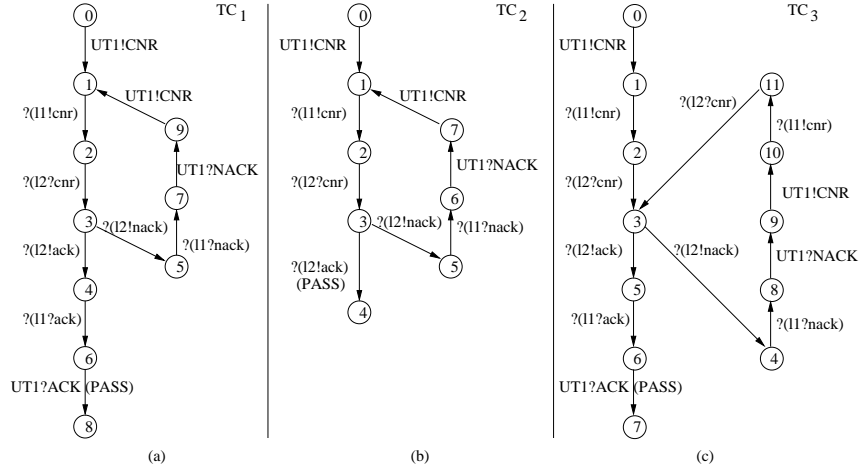 0
TC 1
UT1!CNR
1
UT1!CNR
?(l1!cnr)
9
2
UT1?NACK
?(l2?cnr)
7
3
?(l2!nack)
?(l1?nack)
?(l2!ack)
5
4
?(l1?ack)
6
UT1?ACK (PASS)
8
(a)
0
TC 2
UT1!CNR
1
UT1!CNR
?(l1!cnr)
7
2
UT1?NACK
?(l2?cnr)
6
3
?(l2!nack)
?(l1?nack)
?(l2!ack)
(PASS)
5
4
(b)
0
TC 3
UT1!CNR
1
11
?(l2?cnr)
?(l1!cnr)
?(l1!cnr)
2
10
?(l2?cnr)
UT1!CNR
3
9
?(l2!ack)
?(l2!nack)
UT1?NACK
5
8
?(l1?ack)
?(l1?nack)
6
4
UT1?ACK (PASS)
7
(c)